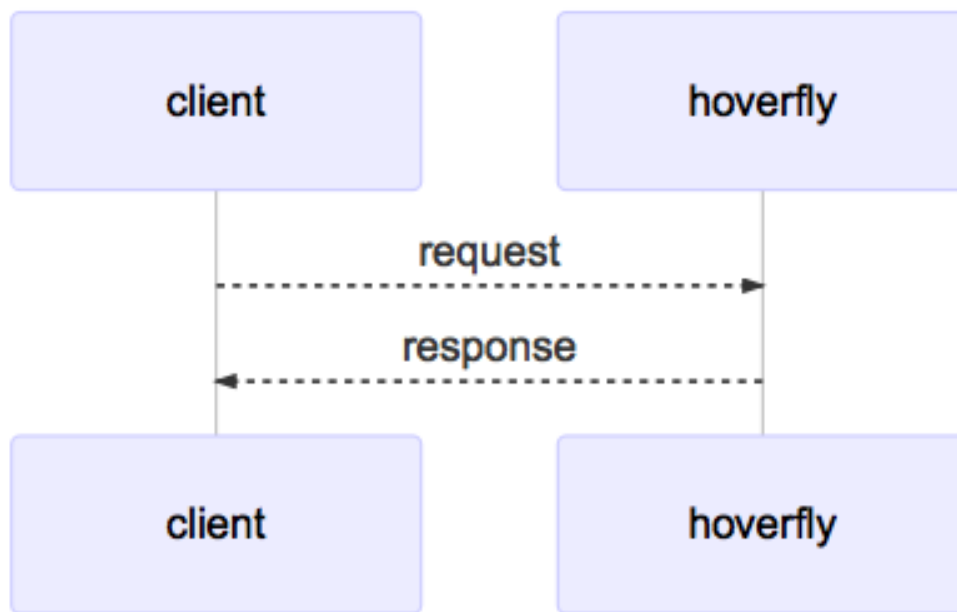 client
hoverfly
request
response
client
hoverfly